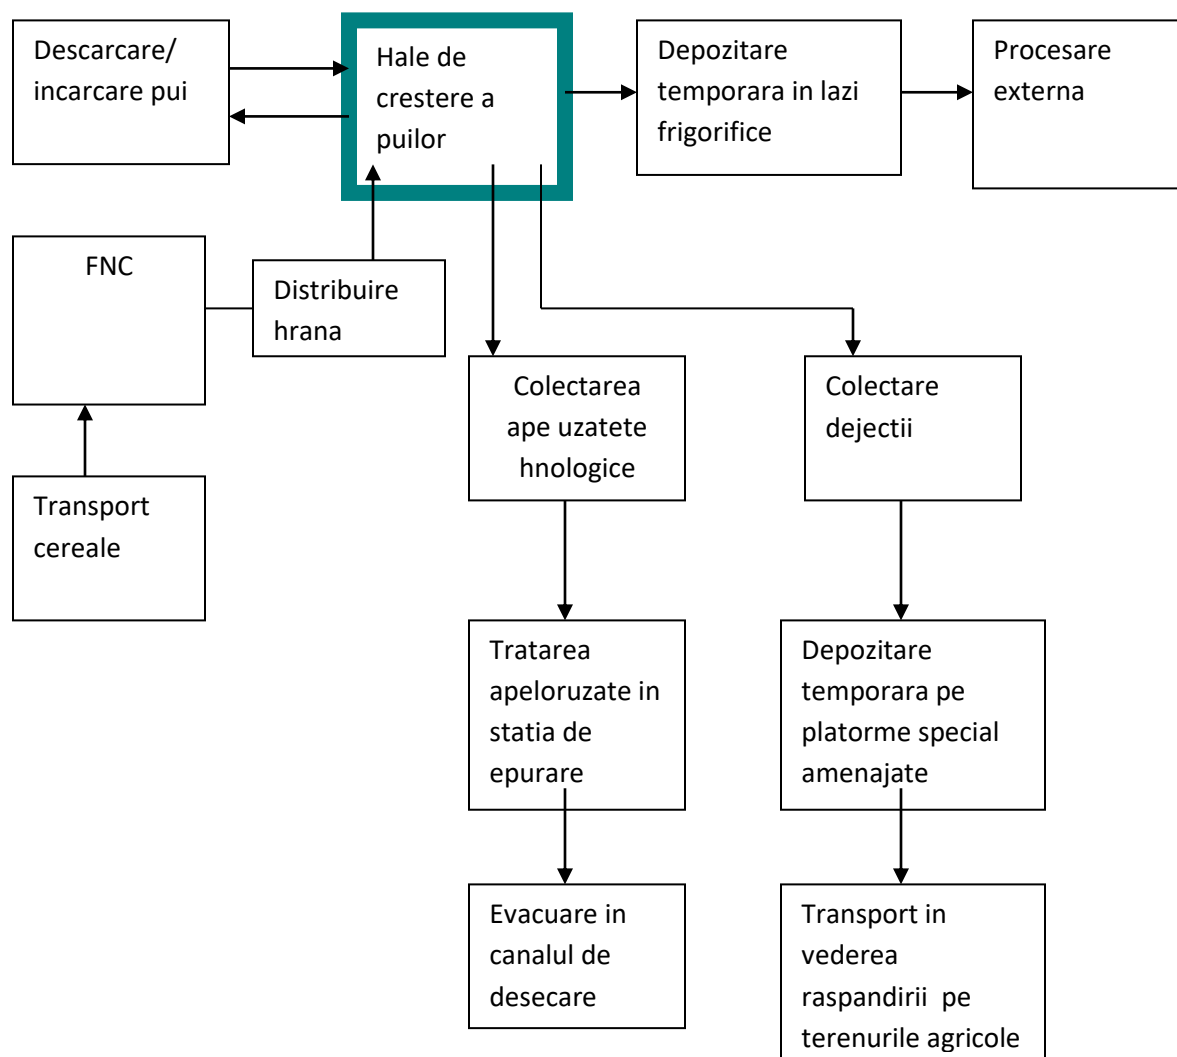 Descarcare/
incarcare pui
Hale de
crestere a
puilor
Depozitare
temporara in lazi
frigorifice
Procesare
externa
FNC
Distribuire
hrana
Transport
cereale
Colectarea
ape uzatete
hnologice
Colectare
dejectii
Tratarea
apeloruzate in
statia de
epurare
Depozitare
temporara pe
platorme special
amenajate
Evacuare in
canalul de
desecare
Transport in
vederea
raspandirii  pe
terenurile agricole